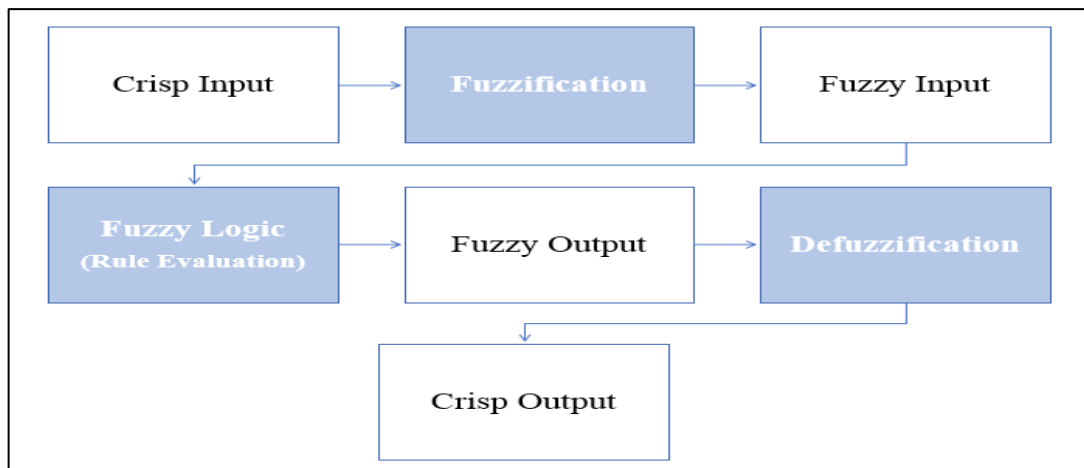 Crisp Input
Fuzzification
Fuzzy Input
Fuzzy Logic
(Rule Evaluation)
Fuzzy Output
Defuzzification
Crisp Output